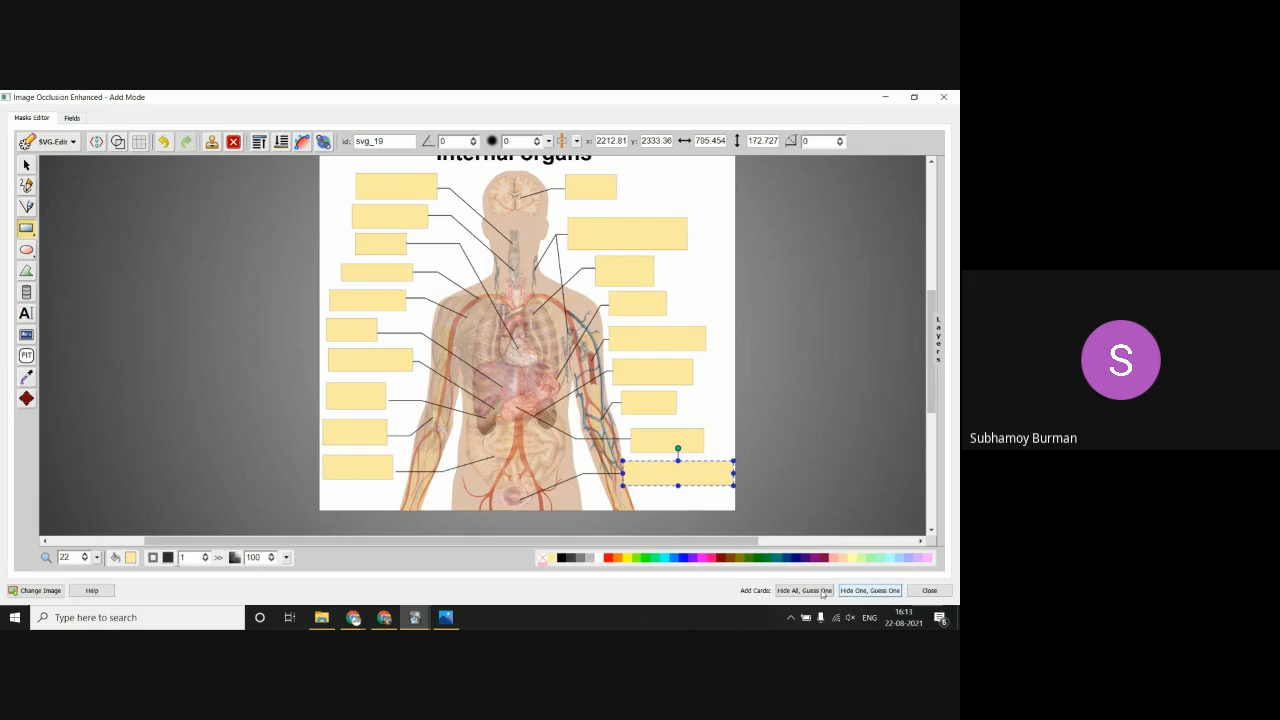 Image Occlusion Enhanced - Add Mode
Masks Editor
Fields
SVG-Edit
id: svg_19
0
0
x: 2212.81
y: 2333.36
795.454
172.727
0
Internal organs
Layers
22
1
>>
100
Change Image
Help
Add Cards:
Hide All, Guess One
Hide One, Guess One
Close
Type here to search
ENG
16:13
22-08-2021
6
A
FIT
S
Subhamoy Burman